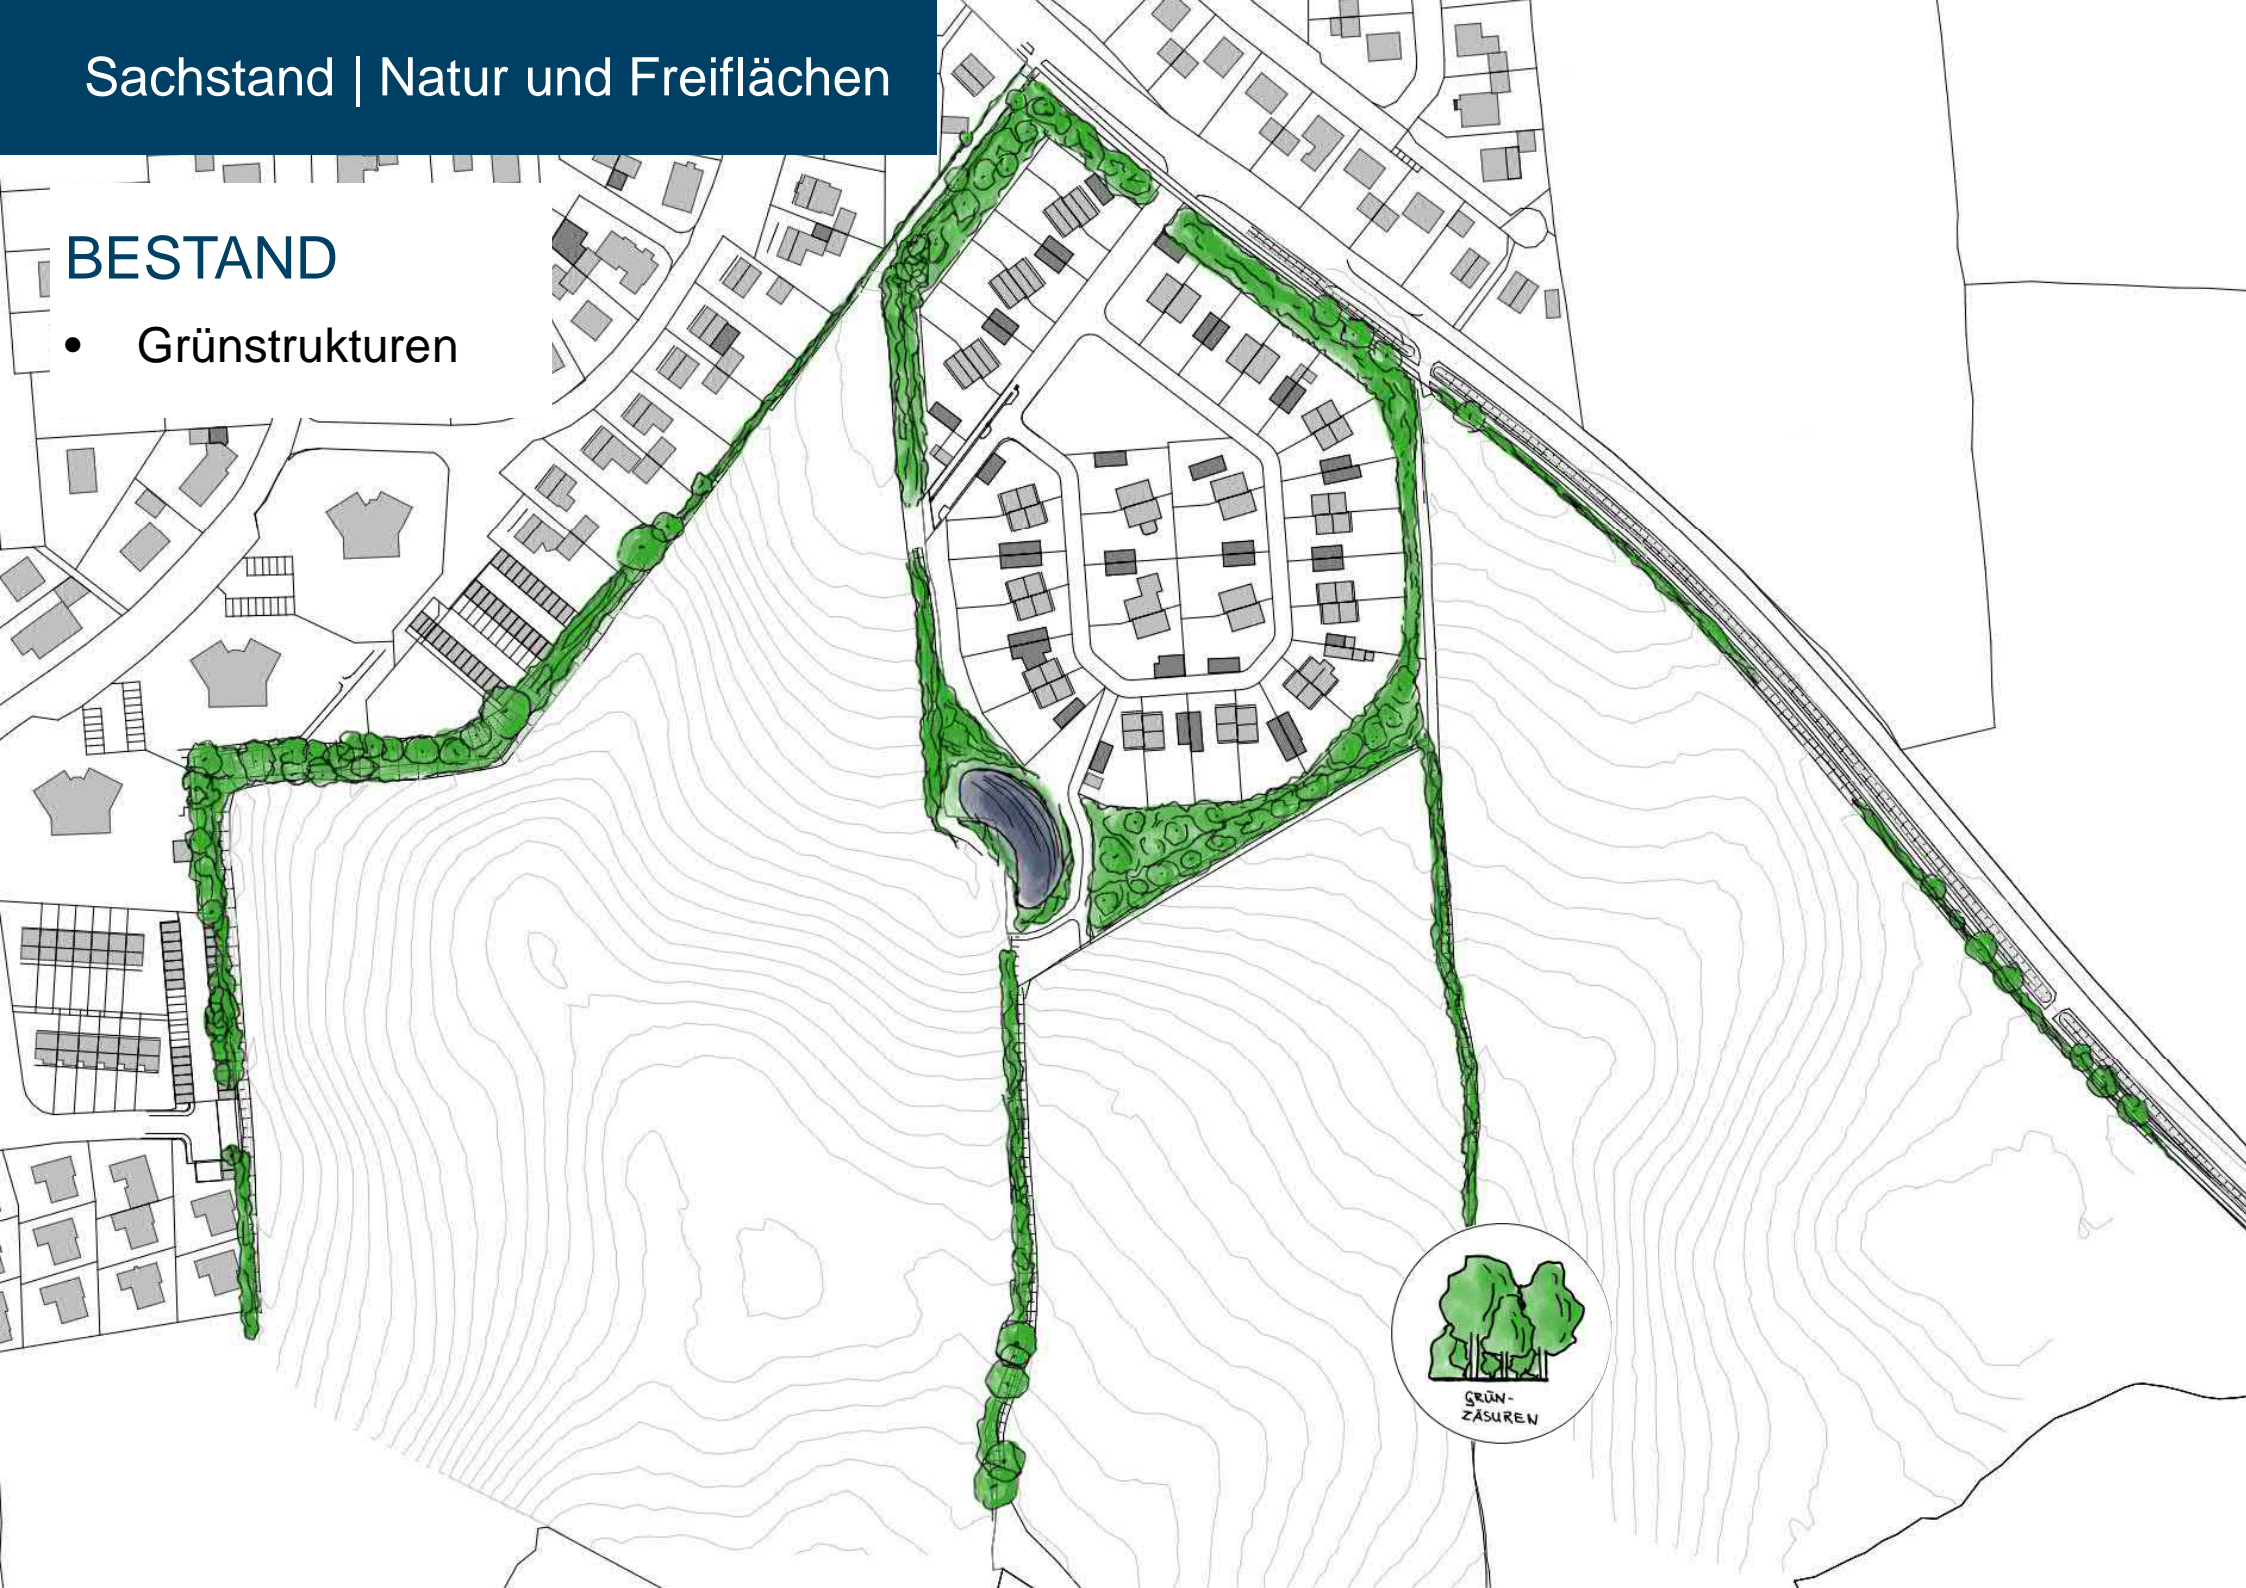 Sachstand | Natur und Freiflächen
BESTAND
• Grünstrukturen
GRÜN-
ZÄSUREN